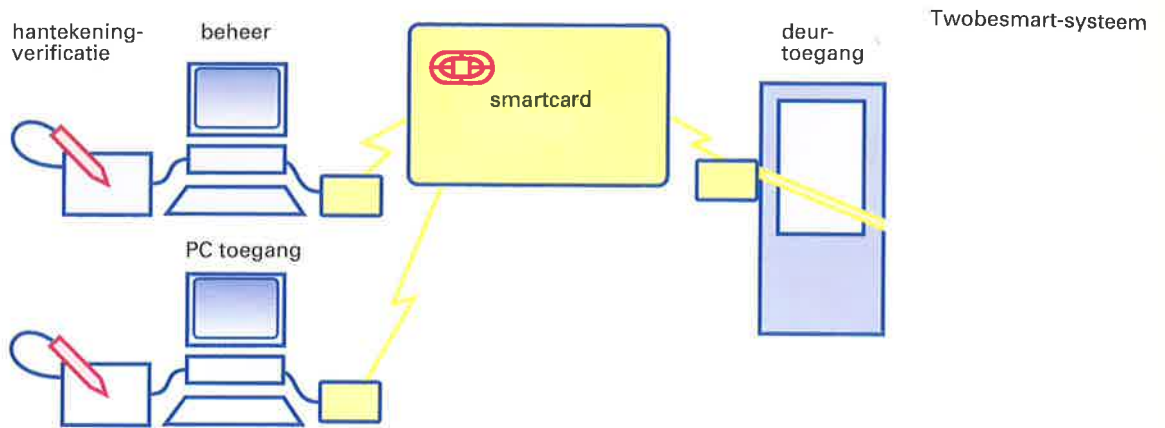 hantekening-
verificatie
beheer
smartcard
deur-
toegang
Twobesmart-systeem
PC toegang